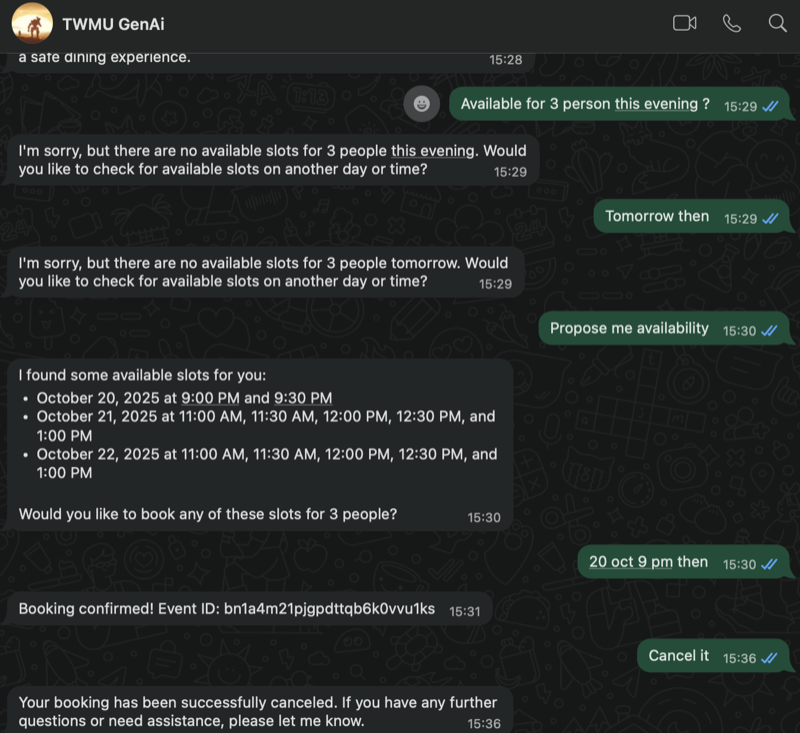 TWMU GenAi
a safe dining experience.
15:28
Available for 3 person this evening ? 15:29
I'm sorry, but there are no available slots for 3 people this evening. Would
you like to check for available slots on another day or time? 15:29
Tomorrow then 15:29
I'm sorry, but there are no available slots for 3 people tomorrow. Would
you like to check for available slots on another day or time? 15:29
Propose me availability 15:30
I found some available slots for you:
• October 20, 2025 at 9:00 PM and 9:30 PM
• October 21, 2025 at 11:00 AM, 11:30 AM, 12:00 PM, 12:30 PM, and
1:00 PM
• October 22, 2025 at 11:00 AM, 11:30 AM, 12:00 PM, 12:30 PM, and
1:00 PM
Would you like to book any of these slots for 3 people? 15:30
20 oct 9 pm then 15:30
Booking confirmed! Event ID: bn1a4m21pjgpdttqb6k0vvu1ks 15:31
Cancel it 15:36
Your booking has been successfully canceled. If you have any further
questions or need assistance, please let me know. 15:36